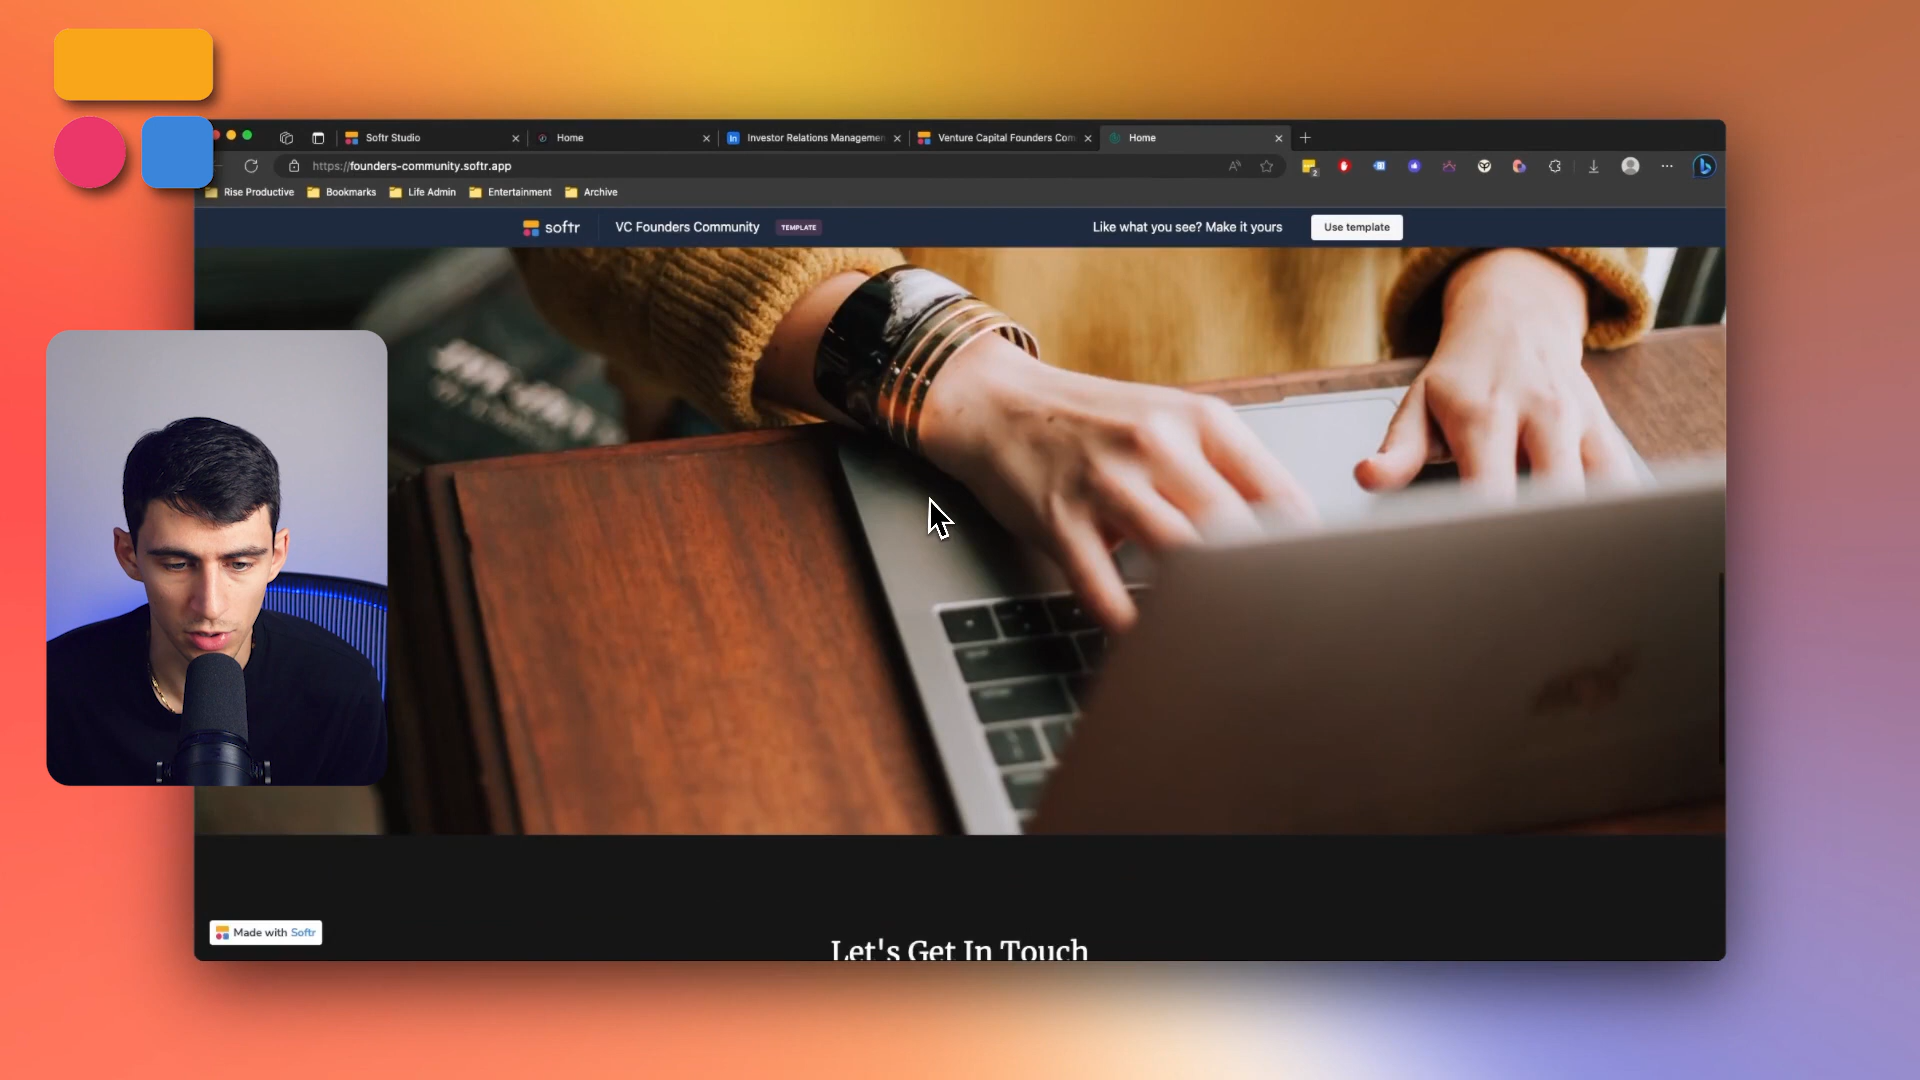 Softr Studio
Home
Investor Relations Managemen
Venture Capital Founders Com
Home
https://founders-community.softr.app
2
Rise Productive
Bookmarks
Life Admin
Entertainment
Archive
softr
VC Founders Community
TEMPLATE
Like what you see? Make it yours
Use template
Made with Softr
Let's Get In Touch